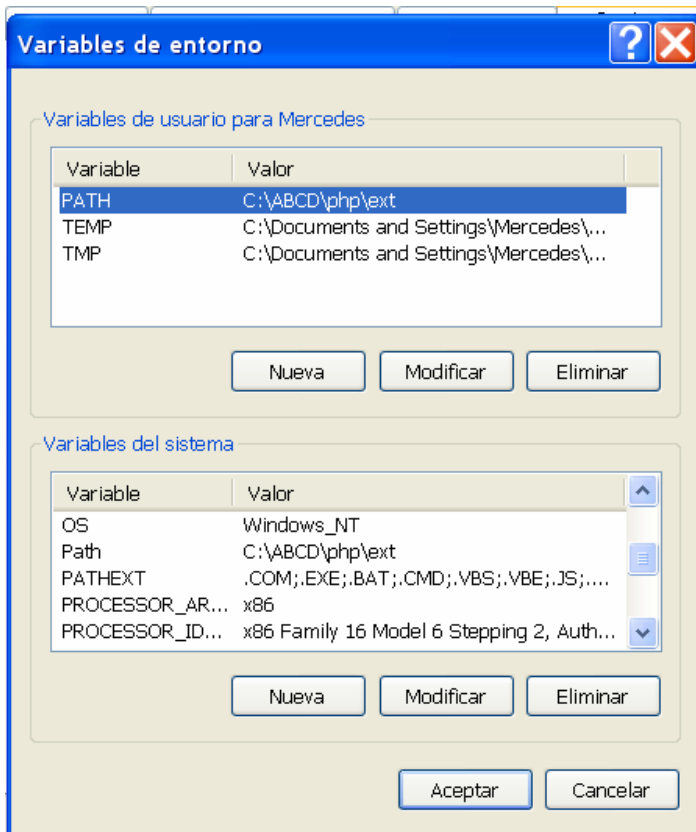 Variables de entorno
Variables de usuario para Mercedes
Variable Valor
PATH C:\ABCD\php\ext
TEMP C:\Documents and Settings\Mercedes\...
TMP C:\Documents and Settings\Mercedes\...
Nueva Modificar Eliminar
Variables del sistema
Variable Valor
OS Windows_NT
Path C:\ABCD\php\ext
PATHEXT .COM;.EXE;.BAT;.CMD;.VBS;.VBE;.JS;....
PROCESSOR_AR... x86
PROCESSOR_ID... x86 Family 16 Model 6 Stepping 2, Auth...
Nueva Modificar Eliminar
Aceptar Cancelar